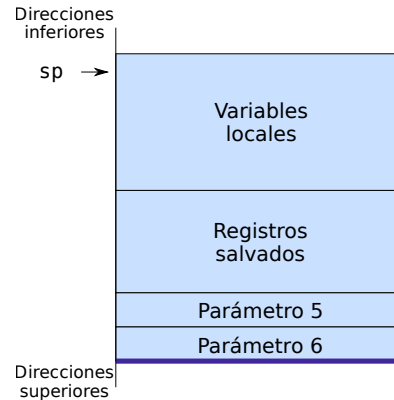 Direcciones
inferiores
sp
Variables
locales
Registros
salvados
Parámetro 5
Parámetro 6
Direcciones
superiores